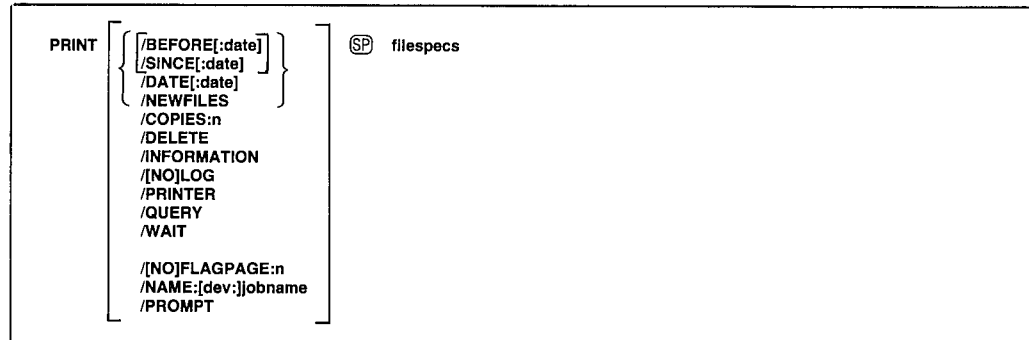 PRINT /BEFORE[:date] SP filespecs
/SINCE[:date]
/DATE[:date]
/NEWFILES
/COPIES:n
/DELETE
/INFORMATION
/[NO]LOG
/PRINTER
/QUERY
/WAIT
/[NO]FLAGPAGE:n
/NAME:[dev:]jobname
/PROMPT